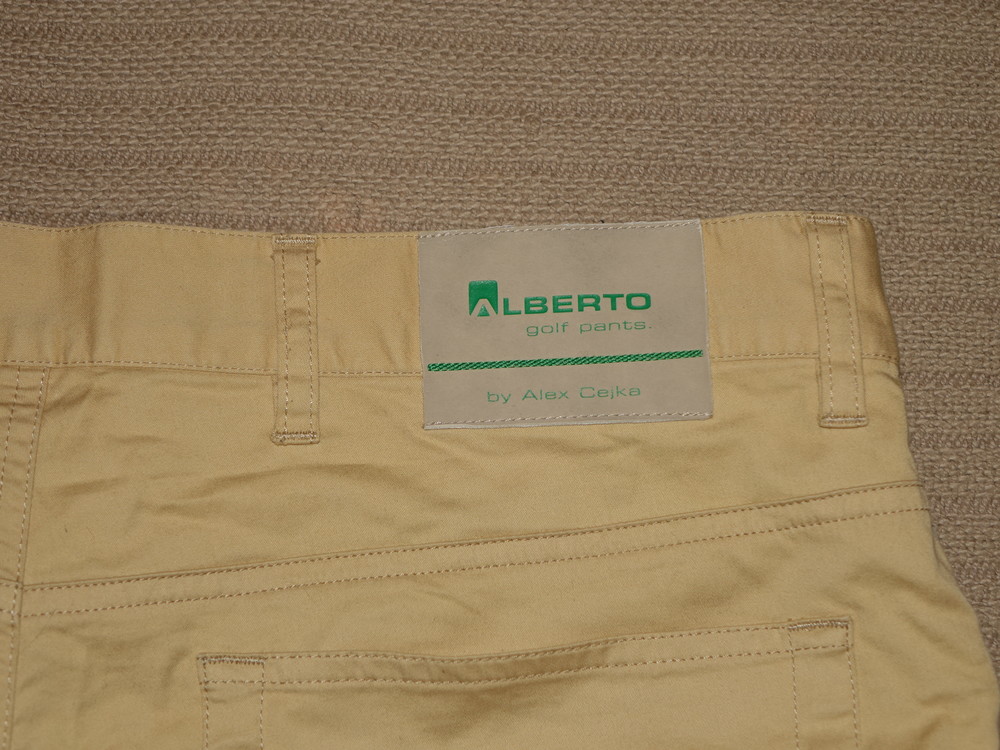 ALBERTO
golf pants.
by Alex Cejka